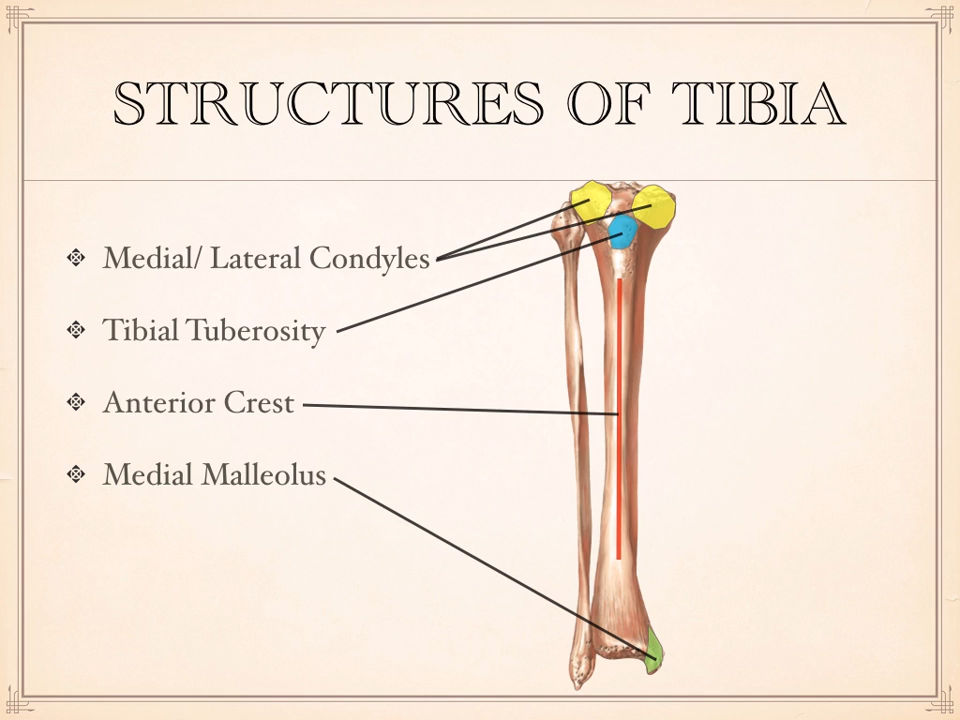 STRUCTURES OF TIBIA
Medial/ Lateral Condyles
Tibial Tuberosity
Anterior Crest
Medial Malleolus